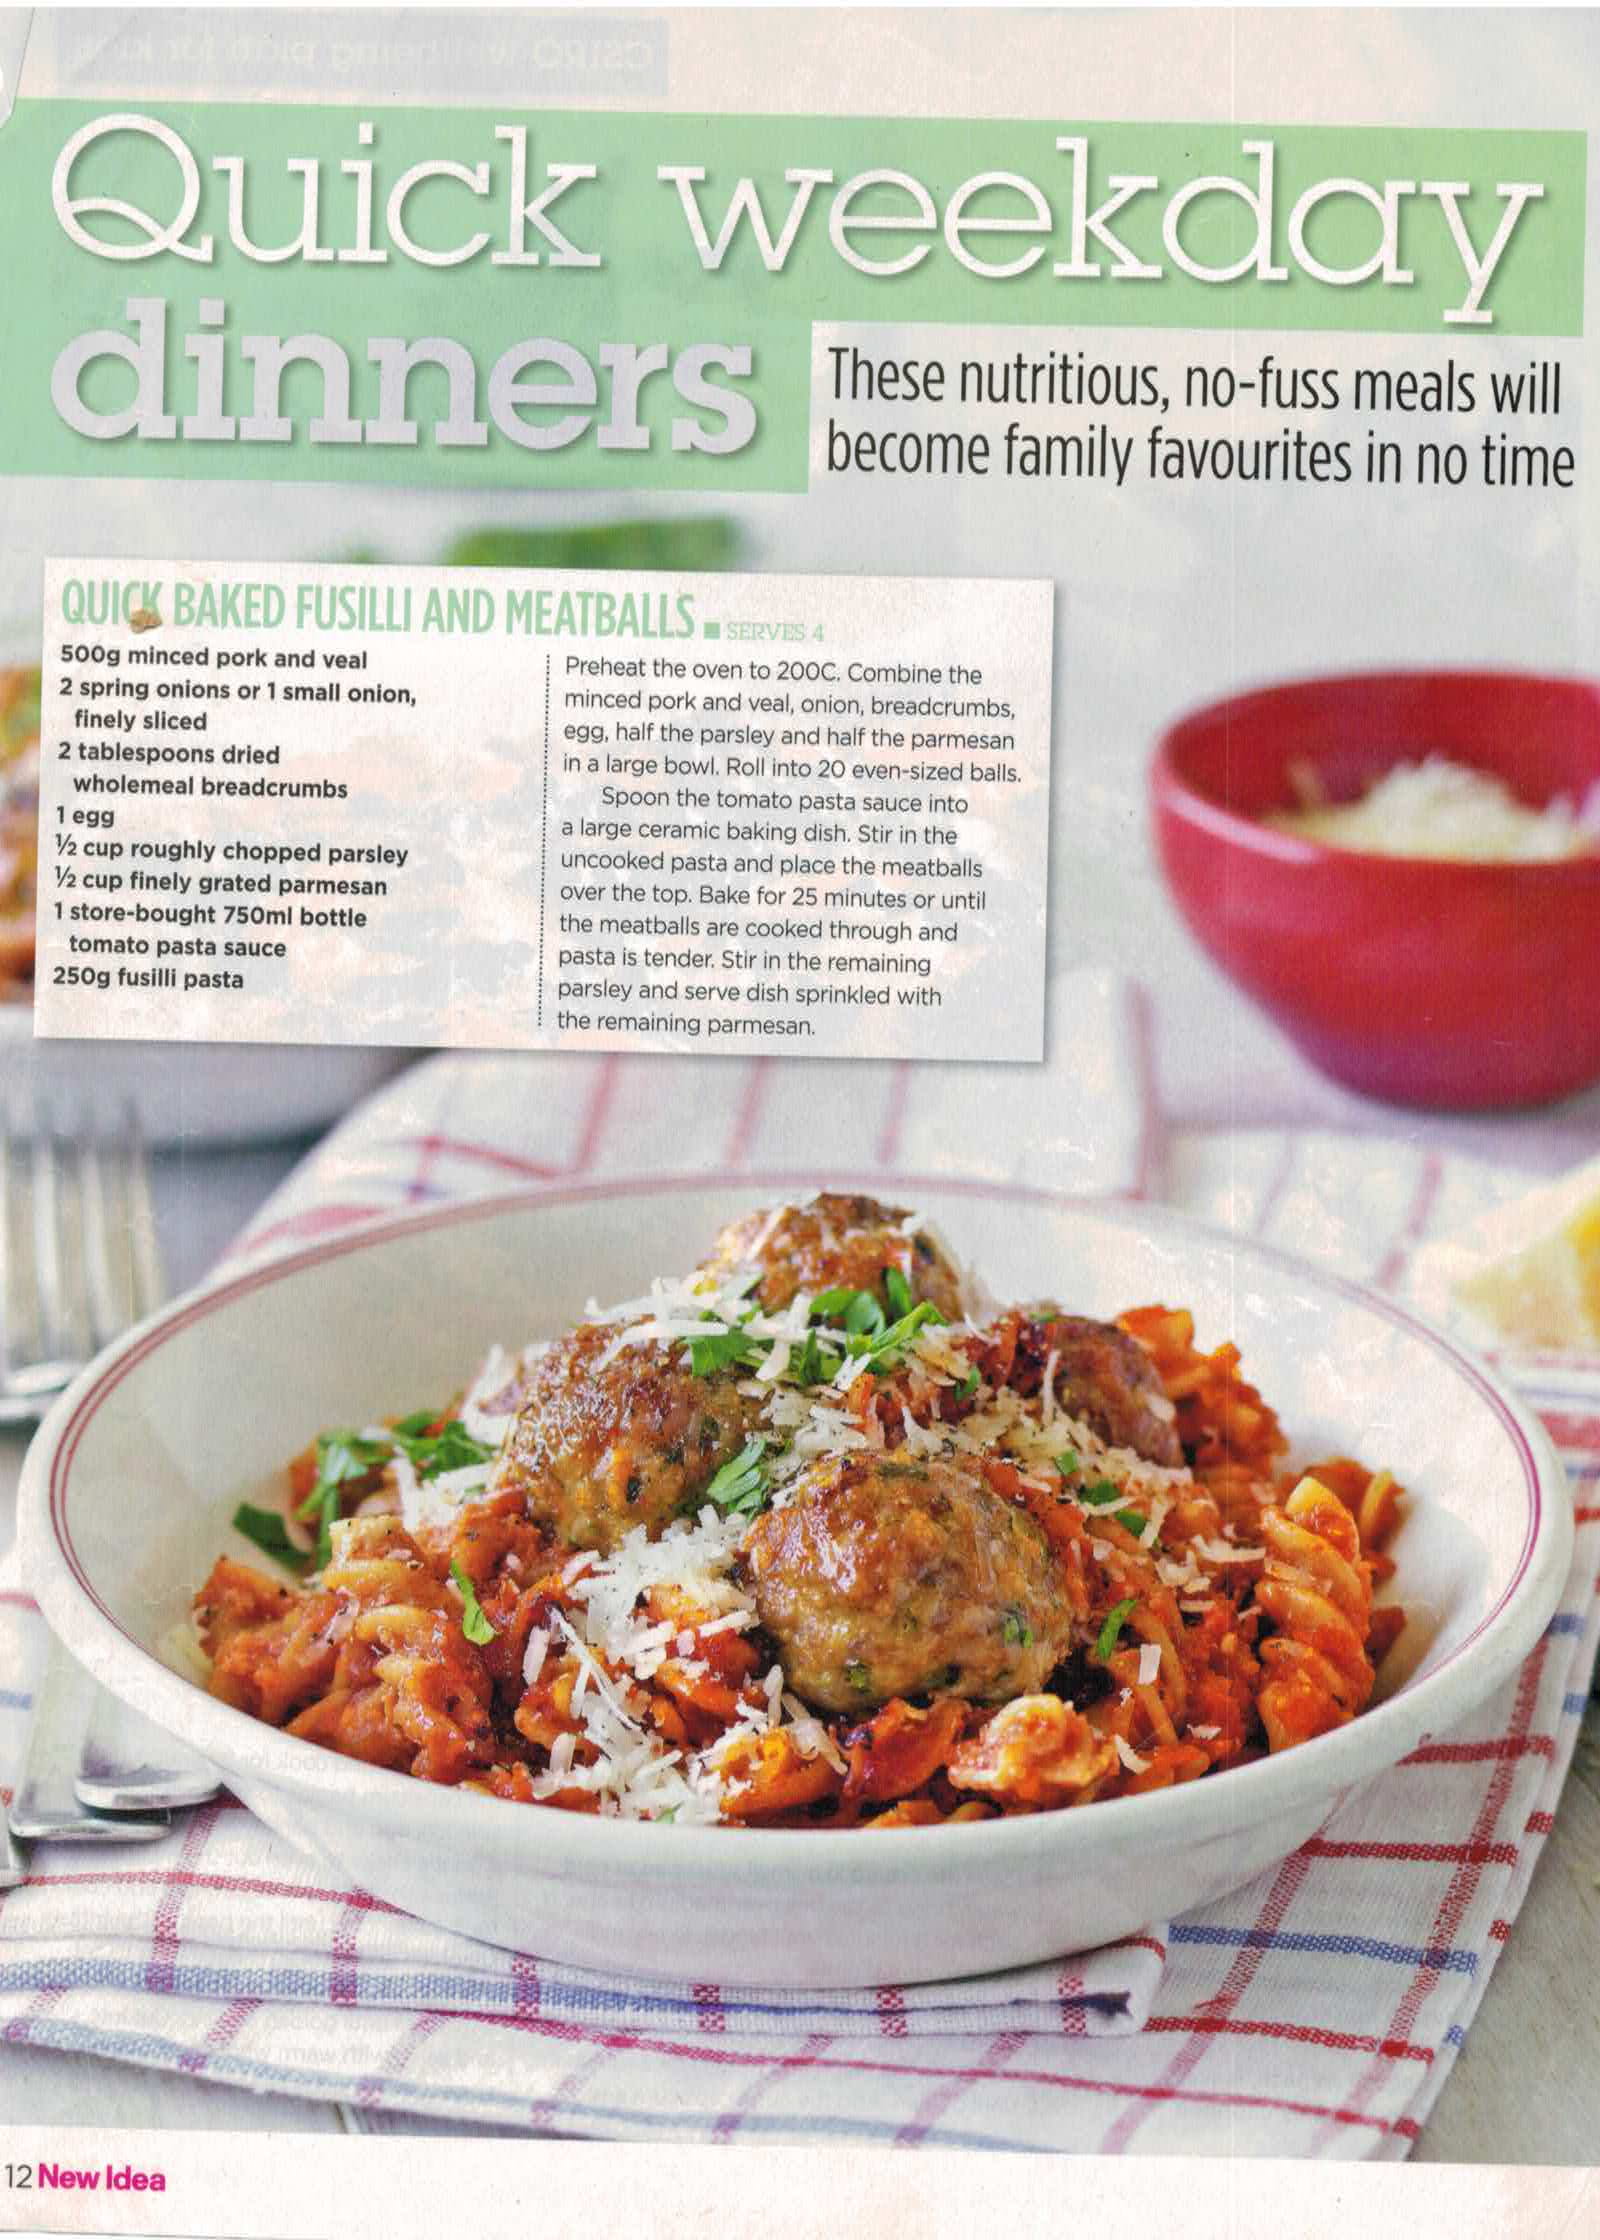 Quick weekday
dinners
These nutritious, no-fuss meals will
become family favourites in no time
QUICK BAKED FUSILLI AND MEATBALLS ■ SERVES 4
500g minced pork and veal
2 spring onions or 1 small onion,
finely sliced
2 tablespoons dried
wholemeal breadcrumbs
1 egg
½ cup roughly chopped parsley
½ cup finely grated parmesan
1 store-bought 750ml bottle
tomato pasta sauce
250g fusilli pasta
Preheat the oven to 200C. Combine the
minced pork and veal, onion, breadcrumbs,
egg, half the parsley and half the parmesan
in a large bowl. Roll into 20 even-sized balls.
Spoon the tomato pasta sauce into
a large ceramic baking dish. Stir in the
uncooked pasta and place the meatballs
over the top. Bake for 25 minutes or until
the meatballs are cooked through and
pasta is tender. Stir in the remaining
parsley and serve dish sprinkled with
the remaining parmesan.
12 New Idea